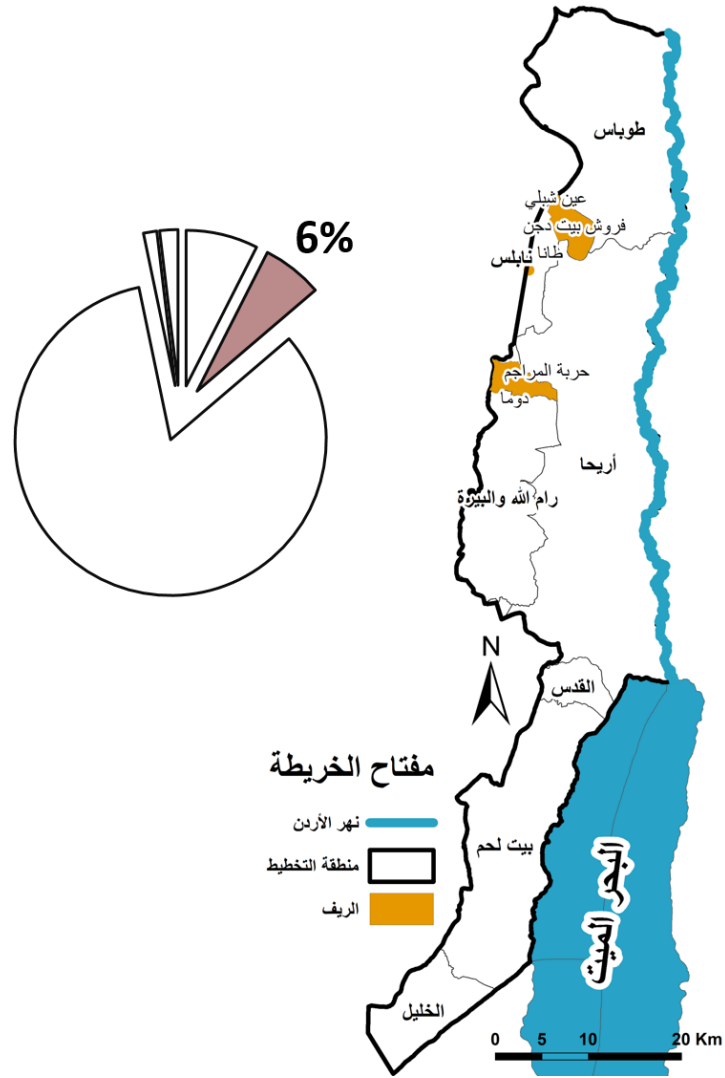 طوباس
عين شبلي
6%
فروش بيت دجن
طانا
نابلس
خربة المراجم
دوما
أريحا
رام الله والبيرة
N
القدس
مفتاح الخريطة
نهر الأردن
بيت لحم
منطقة التخطيط
الريف
البحر الميت
الخليل
0 5 10 20 Km